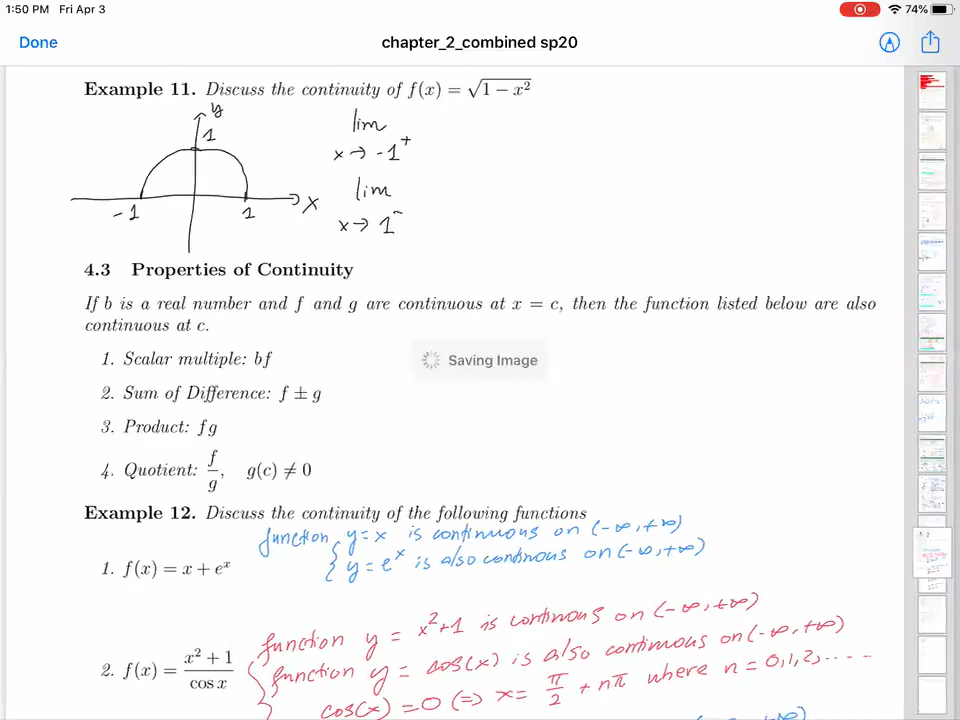 1:50 PM Fri Apr 3 74%
Done chapter_2_combined sp20
Example 11. Discuss the continuity of f(x) = √(1 − x²)
y
1
lim
x → -1⁺
lim
x → 1⁻
-1 1 x
4.3 Properties of Continuity
If b is a real number and f and g are continuous at x = c, then the function listed below are also
continuous at c.
1. Scalar multiple: bf
Saving Image
2. Sum of Difference: f ± g
3. Product: fg
4. Quotient: f/g, g(c) ≠ 0
Example 12. Discuss the continuity of the following functions
function y = x is continuous on (-∞, +∞)
y = eˣ is also continous on (-∞, +∞)
1. f(x) = x + eˣ
function y = x²+1 is continous on (-∞, +∞)
function y = cos(x) is also continuous on (-∞, +∞)
2. f(x) = (x² + 1)/cos x
cos(x) = 0 (=) x = π/2 + nπ where n = 0,1,2,.....